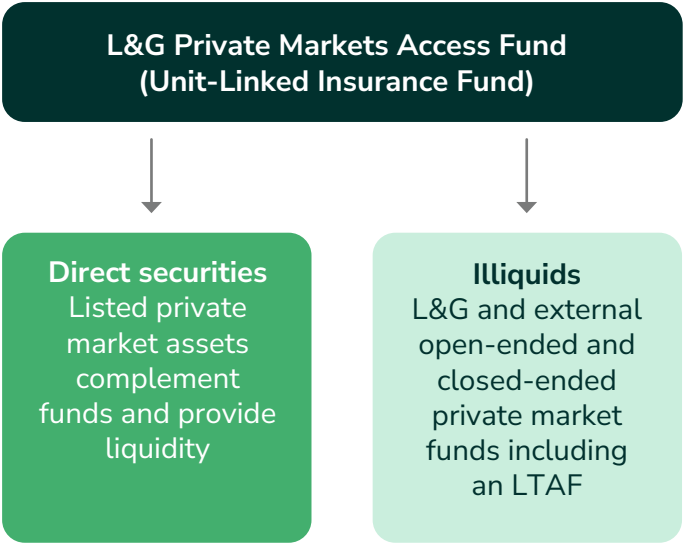 L&G Private Markets Access Fund
(Unit-Linked Insurance Fund)
Direct securities
Listed private
market assets
complement
funds and provide
liquidity
Illiquids
L&G and external
open-ended and
closed-ended
private market
funds including
an LTAF